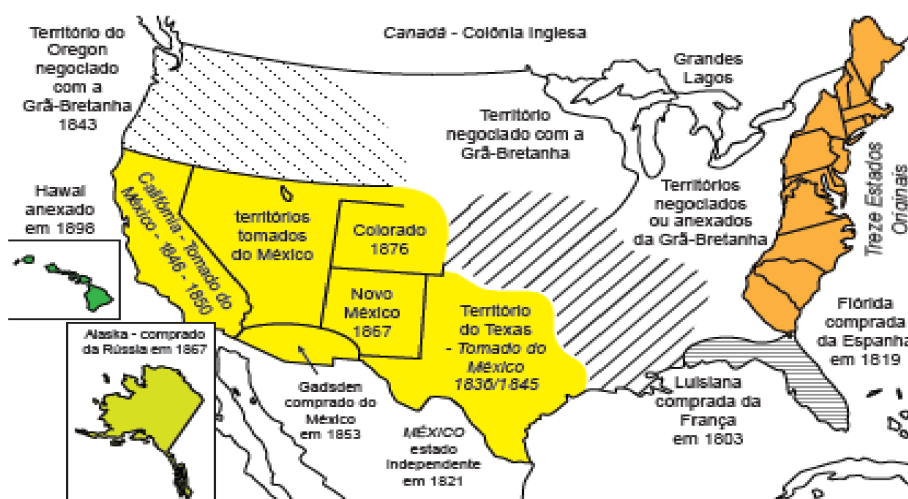 Território do
Oregon
negociado
com a
Grã-Bretanha
1843
Canadá - Colônia Inglesa
Grandes
Lagos
Território
negociado com a
Grã-Bretanha
Treze Estados
Originais
Territórios
negociados
ou anexados
da Grã-Bretanha
Hawaí
anexado
em 1898
Califórnia - Tomado do
México - 1846 - 1850
territórios
tomados
do México
Colorado
1876
Novo
México
1867
Território
do Texas
- Tomado do
México
1836/1845
Flórida
comprada
da Espanha
em 1819
Alaska - comprado
da Rússia em 1867
Gadsden
comprado do
México
em 1853
MÉXICO
estado
Independente
em 1821
Luisiana
comprada da
França
em 1803